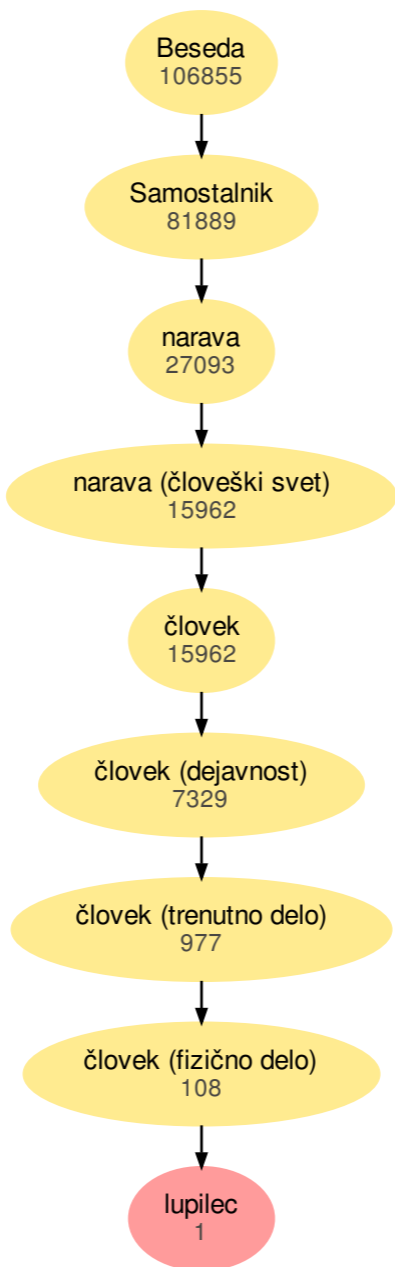 Beseda
106855
Samostalnik
81889
narava
27093
narava (človeški svet)
15962
človek
15962
človek (dejavnost)
7329
človek (trenutno delo)
977
človek (fizično delo)
108
lupilec
1